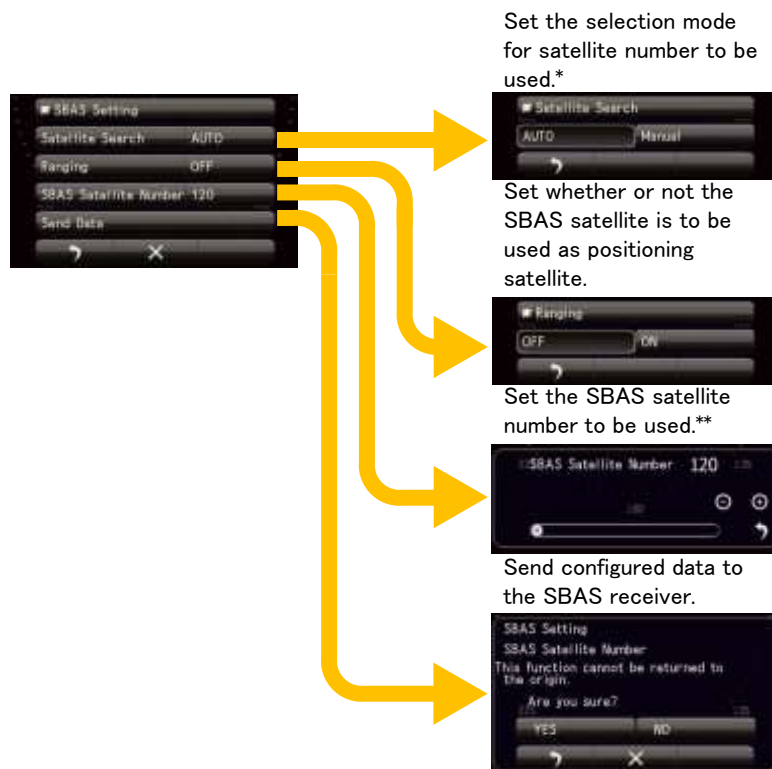 SBAS Setting
Satellite Search AUTO
Ranging OFF
SBAS Satellite Number 120
Send Data
Set the selection mode
for satellite number to be
used.*
Satellite Search
AUTO Manual
Set whether or not the
SBAS satellite is to be
used as positioning
satellite.
Ranging
OFF ON
Set the SBAS satellite
number to be used.**
SBAS Satellite Number 120
Send configured data to
the SBAS receiver.
SBAS Setting
SBAS Satellite Number
This function cannot be returned to
the origin.
Are you sure?
YES NO